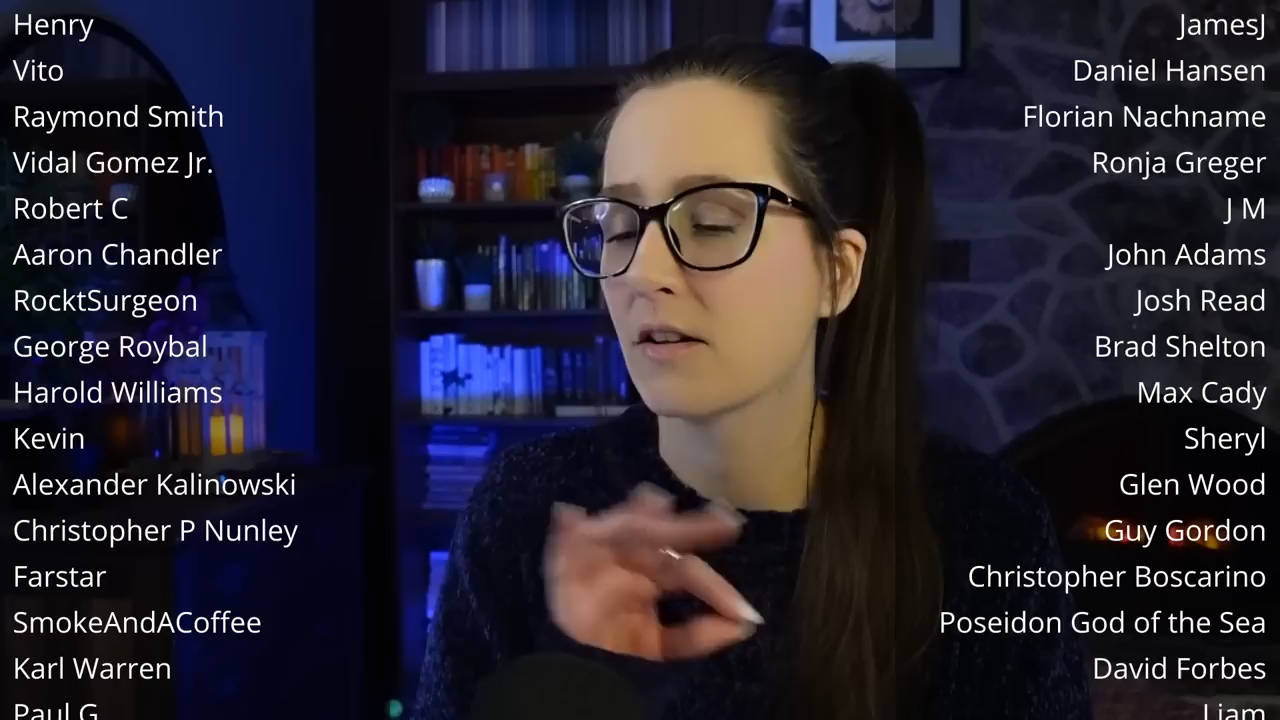 Henry
Vito
Raymond Smith
Vidal Gomez Jr.
Robert C
Aaron Chandler
RocktSurgeon
George Roybal
Harold Williams
Kevin
Alexander Kalinowski
Christopher P Nunley
Farstar
SmokeAndACoffee
Karl Warren
Paul G
JamesJ
Daniel Hansen
Florian Nachname
Ronja Greger
J M
John Adams
Josh Read
Brad Shelton
Max Cady
Sheryl
Glen Wood
Guy Gordon
Christopher Boscarino
Poseidon God of the Sea
David Forbes
Liam